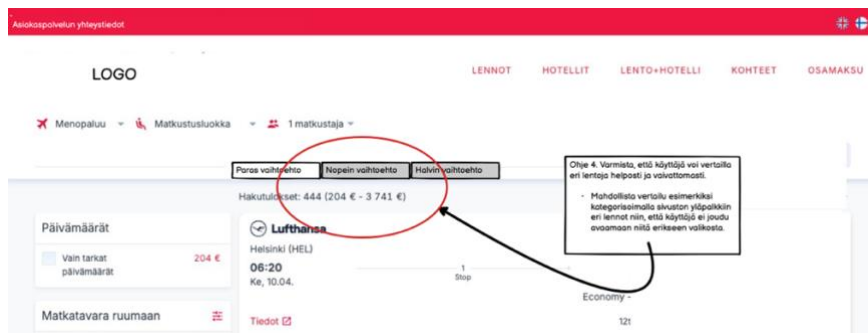 Asiakaspalvelun yhteystiedot
LOGO
LENNOT HOTELLIT LENTO+HOTELLI KOHTEET OSAMAKSU
Menopaluu Matkustusluokka 1 matkustaja
Paras vaihtoehto Nopein vaihtoehto Halvin vaihtoehto
Hakutulokset: 444 (204 € - 3 741 €)
Ohje 4. Varmista, että käyttäjä voi vertailla
eri lentoja helposti ja vaivattomasti.
- Mahdollista vertailu esimerkiksi
kategorisoimalla sivuston yläpalkkiin
eri lennot niin, että käyttäjä ei joudu
avaamaan niitä erikseen valikosta.
Päivämäärät
Vain tarkat
päivämäärät
204 €
Matkatavara ruumaan
Lufthansa
Helsinki (HEL)
06:20
Ke, 10.04.
1
Stop
Economy -
12t
Tiedot